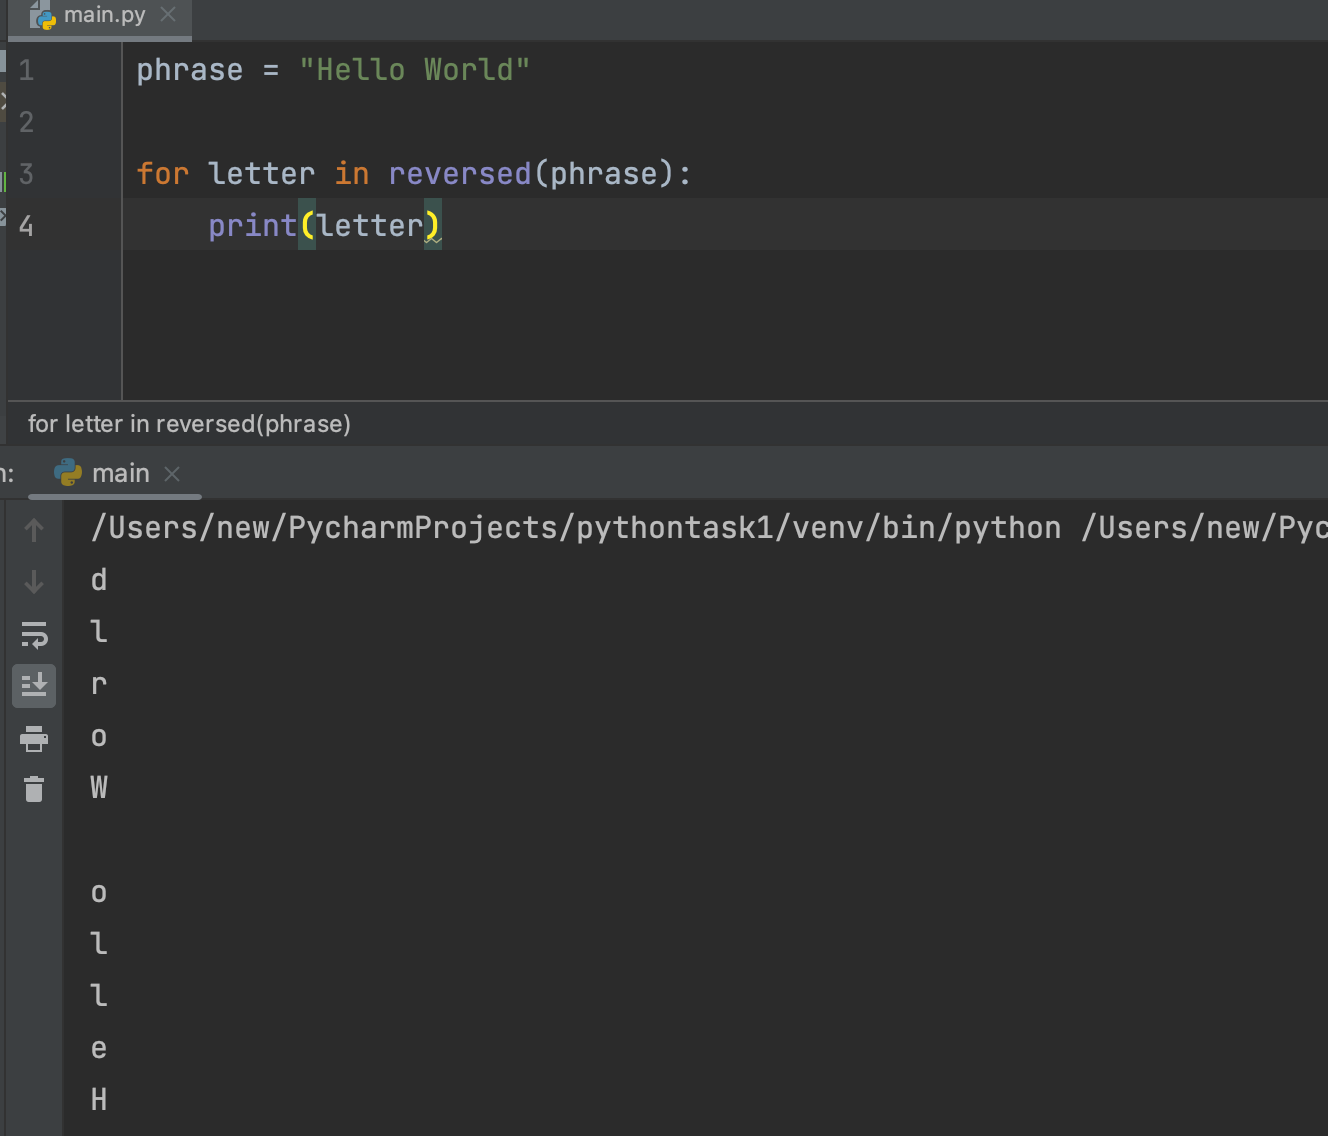 main.py
1 phrase = "Hello World"
2
3 for letter in reversed(phrase):
4     print(letter)
for letter in reversed(phrase)
main
/Users/new/PycharmProjects/pythontask1/venv/bin/python /Users/new/Pyc
d
l
r
o
W

o
l
l
e
H